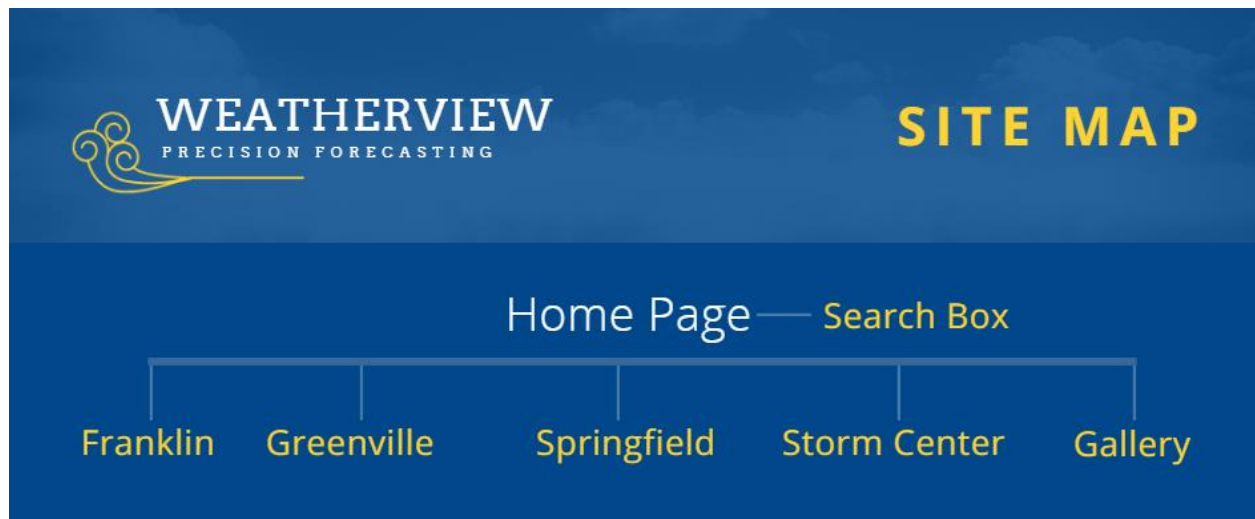 WEATHERVIEW
PRECISION FORECASTING
SITE MAP
Home Page
Search Box
Franklin
Greenville
Springfield
Storm Center
Gallery